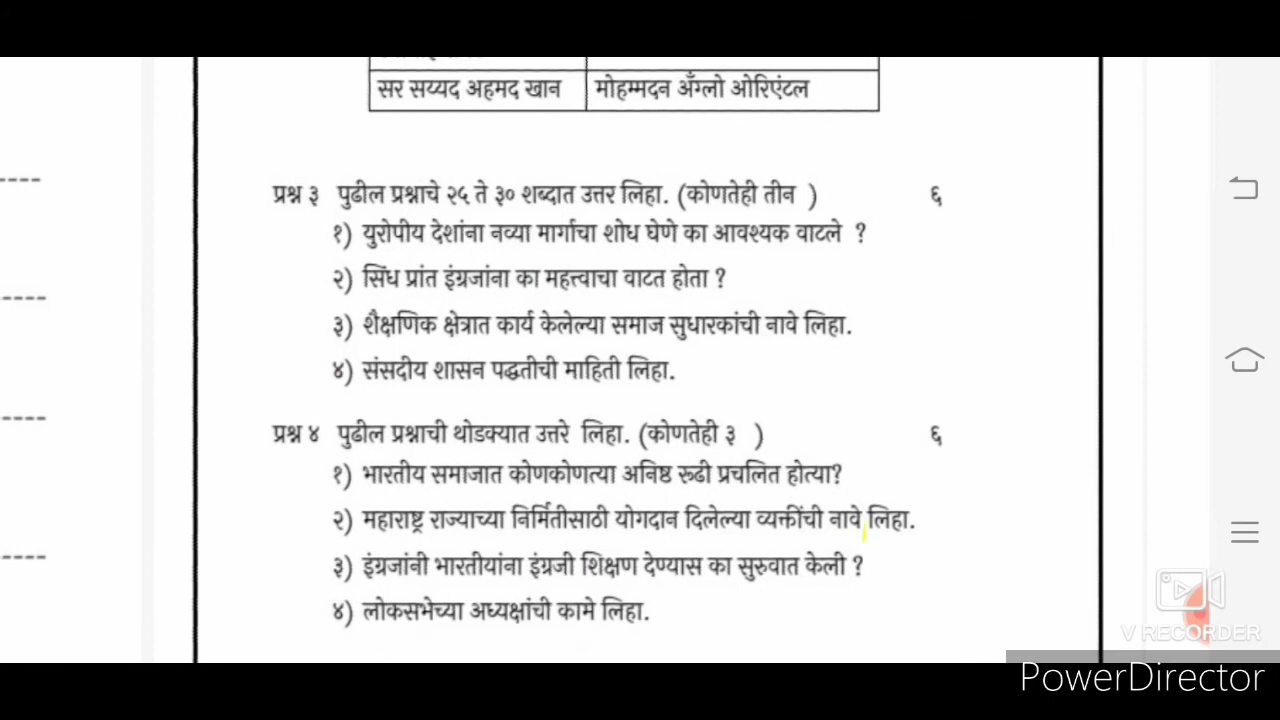 सर सय्यद अहमद खान मोहम्मदन अँग्लो ओरिएंटल
प्रश्न ३ पुढील प्रश्नाचे २५ ते ३० शब्दात उत्तर लिहा. (कोणतेही तीन ) ६
१) युरोपीय देशांना नव्या मार्गाचा शोध घेणे का आवश्यक वाटले ?
२) सिंध प्रांत इंग्रजांना का महत्त्वाचा वाटत होता ?
३) शैक्षणिक क्षेत्रात कार्य केलेल्या समाज सुधारकांची नावे लिहा.
४) संसदीय शासन पद्धतीची माहिती लिहा.
प्रश्न ४ पुढील प्रश्नाची थोडक्यात उत्तरे लिहा. (कोणतेही ३ ) ६
१) भारतीय समाजात कोणकोणत्या अनिष्ठ रूढी प्रचलित होत्या?
२) महाराष्ट्र राज्याच्या निर्मितीसाठी योगदान दिलेल्या व्यक्तींची नावे लिहा.
३) इंग्रजांनी भारतीयांना इंग्रजी शिक्षण देण्यास का सुरुवात केली ?
४) लोकसभेच्या अध्यक्षांची कामे लिहा.
V RECORDER
PowerDirector